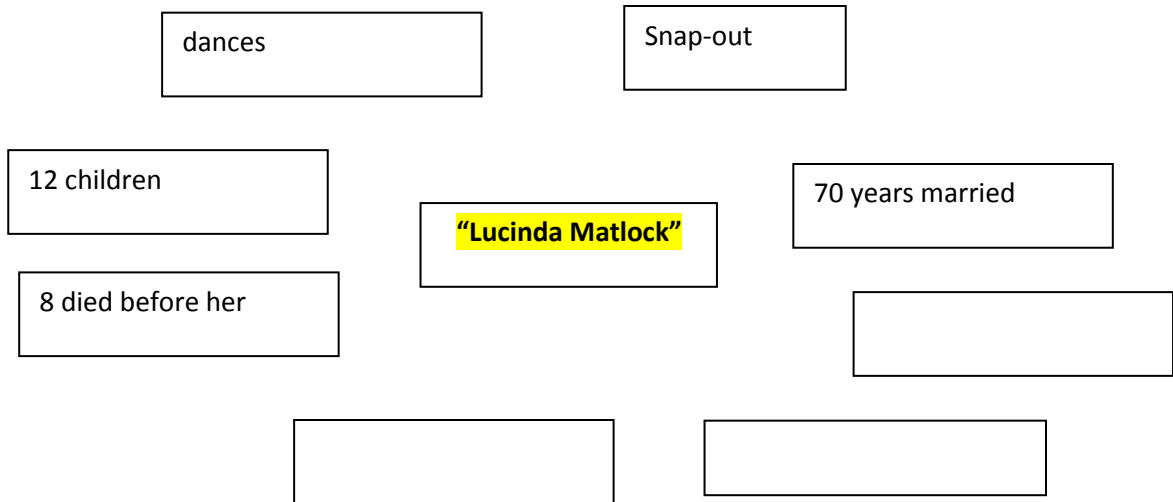 dances
Snap-out
12 children
70 years married
“Lucinda Matlock”
8 died before her